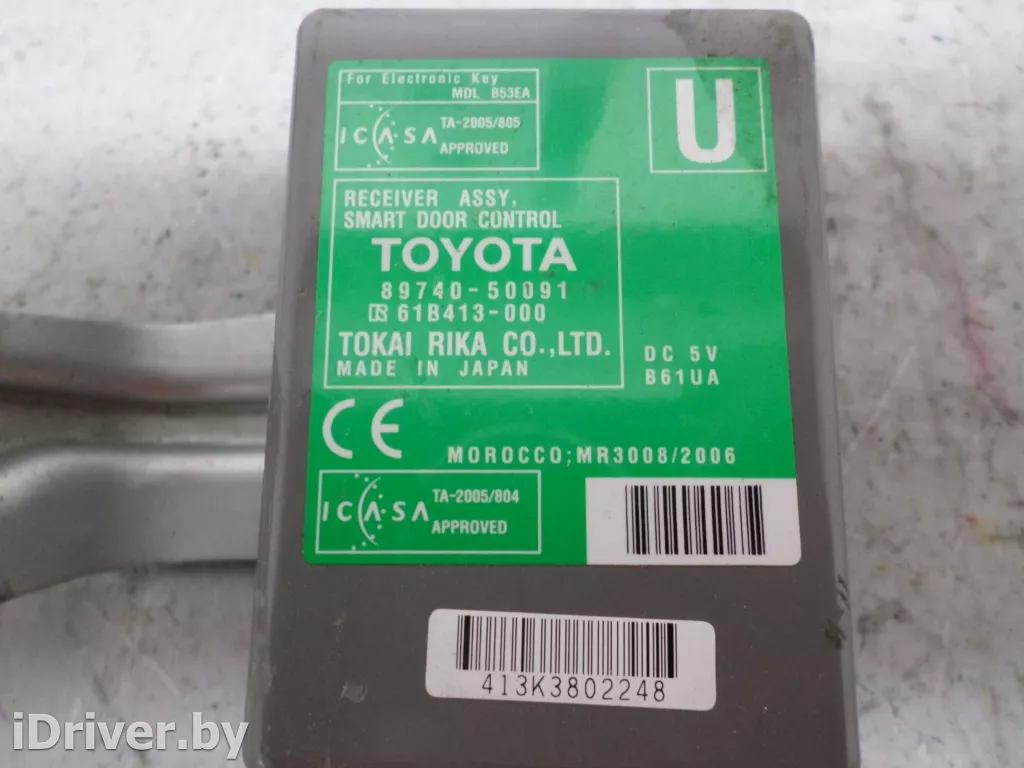 For Electronic Key
MDL B53EA
ICASA TA-2005/805
APPROVED
U
RECEIVER ASSY,
SMART DOOR CONTROL
TOYOTA
89740-50091
61B413-000
TOKAI RIKA CO.,LTD.
MADE IN JAPAN
DC 5V
B61UA
CE
MOROCCO;MR3008/2006
ICASA TA-2005/804
APPROVED
413K3802248
iDriver.by